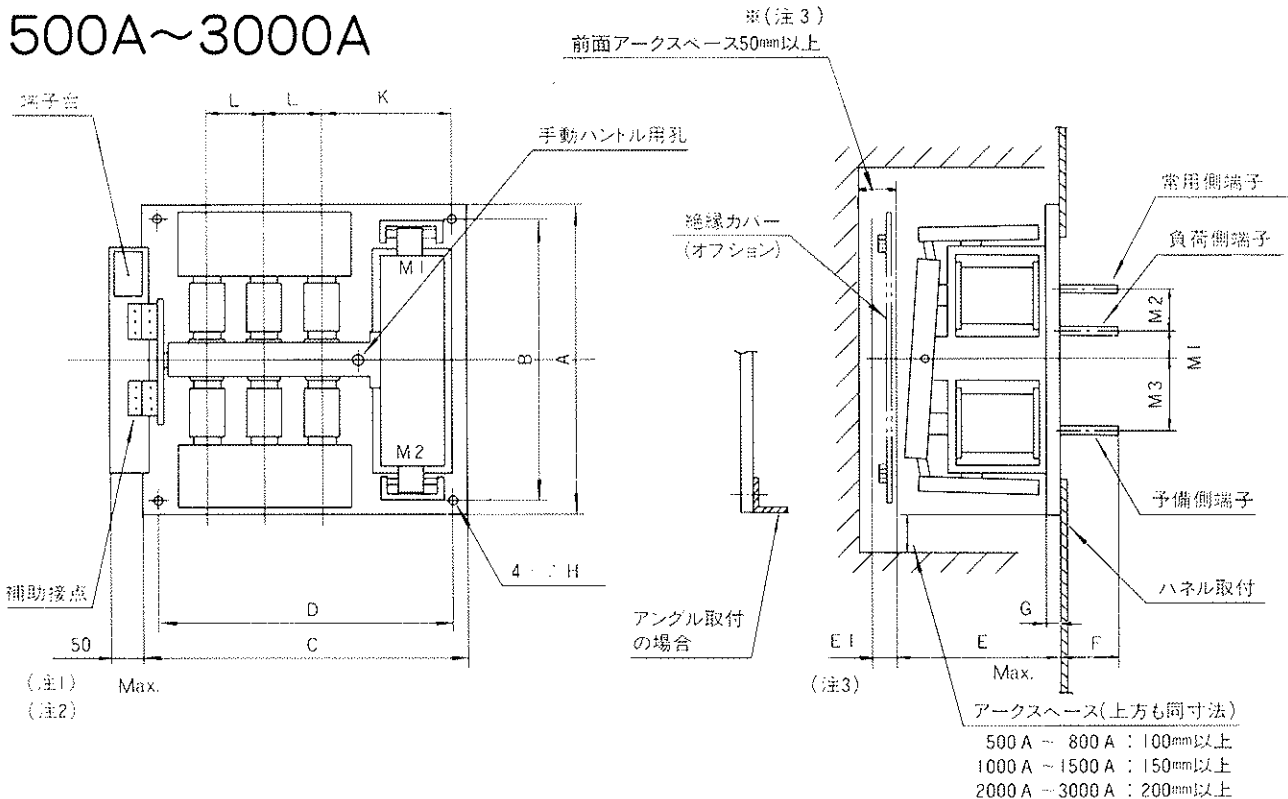 500A～3000A
※(注3)
前面アークスペース50mm以上
端子台
L
L
K
手動ハンドル用孔
常用側端子
絶縁カバー
(オプション)
負荷側端子
M1
M2
B
A
M2
M1
M3
予備側端子
補助接点
4-
H
D
C
50
Max.
(注1)
(注2)
アングル取付
の場合
パネル取付
G
E1
E
F
Max.
(注3)
アークスペース(上方も同寸法)
500A～800A：100mm以上
1000A～1500A：150mm以上
2000A～3000A：200mm以上